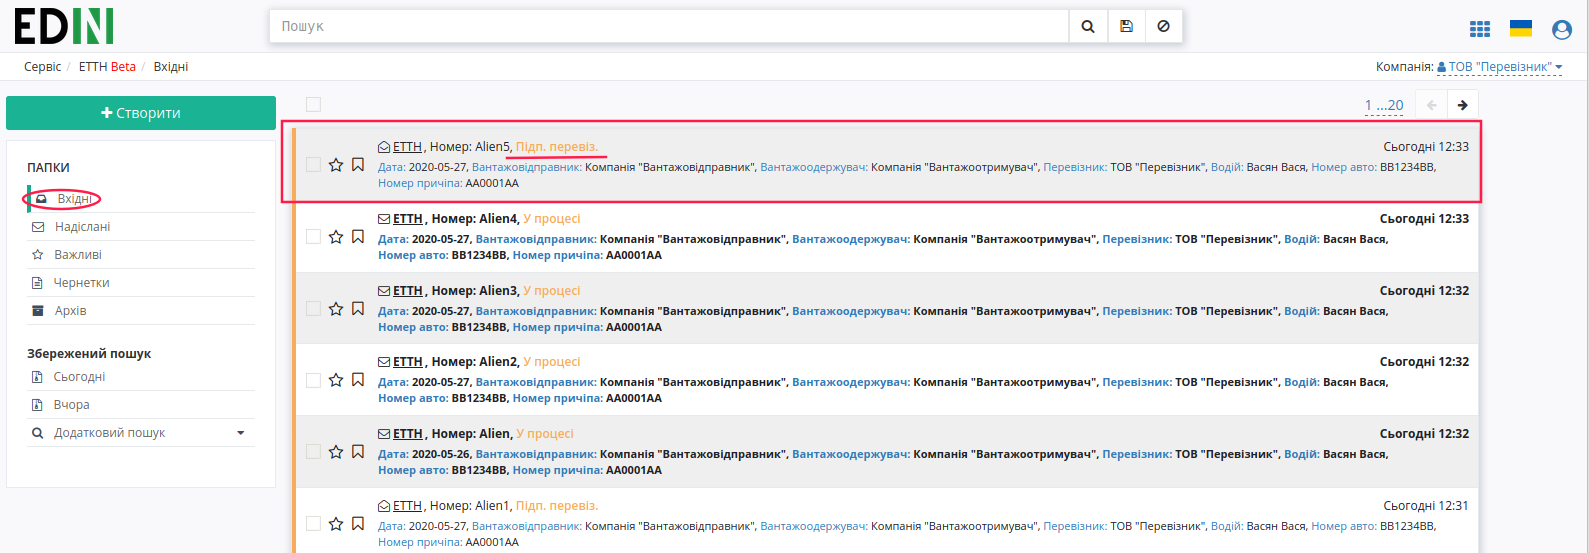 EDIN
Пошук
Сервіс / ЕТТН Beta / Вхідні
Компанія: ТОВ "Перевізник"
Створити
1 ...20
ПАПКИ
Вхідні
Надіслані
Важливі
Чернетки
Архів
Збережений пошук
Сьогодні
Вчора
Додатковий пошук
ЕТТН , Номер: Alien5, Підп. перевіз. Сьогодні 12:33
Дата: 2020-05-27, Вантажовідправник: Компанія "Вантажовідправник", Вантажоодержувач: Компанія "Вантажоотримувач", Перевізник: ТОВ "Перевізник", Водій: Васян Вася, Номер авто: BB1234BB,
Номер причіпа: AA0001AA
ЕТТН , Номер: Alien4, У процесі Сьогодні 12:33
Дата: 2020-05-27, Вантажовідправник: Компанія "Вантажовідправник", Вантажоодержувач: Компанія "Вантажоотримувач", Перевізник: ТОВ "Перевізник", Водій: Васян Вася,
Номер авто: BB1234BB, Номер причіпа: AA0001AA
ЕТТН , Номер: Alien3, У процесі Сьогодні 12:32
Дата: 2020-05-27, Вантажовідправник: Компанія "Вантажовідправник", Вантажоодержувач: Компанія "Вантажоотримувач", Перевізник: ТОВ "Перевізник", Водій: Васян Вася,
Номер авто: BB1234BB, Номер причіпа: AA0001AA
ЕТТН , Номер: Alien2, У процесі Сьогодні 12:32
Дата: 2020-05-27, Вантажовідправник: Компанія "Вантажовідправник", Вантажоодержувач: Компанія "Вантажоотримувач", Перевізник: ТОВ "Перевізник", Водій: Васян Вася,
Номер авто: BB1234BB, Номер причіпа: AA0001AA
ЕТТН , Номер: Alien, У процесі Сьогодні 12:32
Дата: 2020-05-26, Вантажовідправник: Компанія "Вантажовідправник", Вантажоодержувач: Компанія "Вантажоотримувач", Перевізник: ТОВ "Перевізник", Водій: Васян Вася,
Номер авто: BB1234BB, Номер причіпа: AA0001AA
ЕТТН , Номер: Alien1, Підп. перевіз. Сьогодні 12:31
Дата: 2020-05-27, Вантажовідправник: Компанія "Вантажовідправник", Вантажоодержувач: Компанія "Вантажоотримувач", Перевізник: ТОВ "Перевізник", Водій: Васян Вася, Номер авто: BB1234BB,
Номер причіпа: AA0001AA